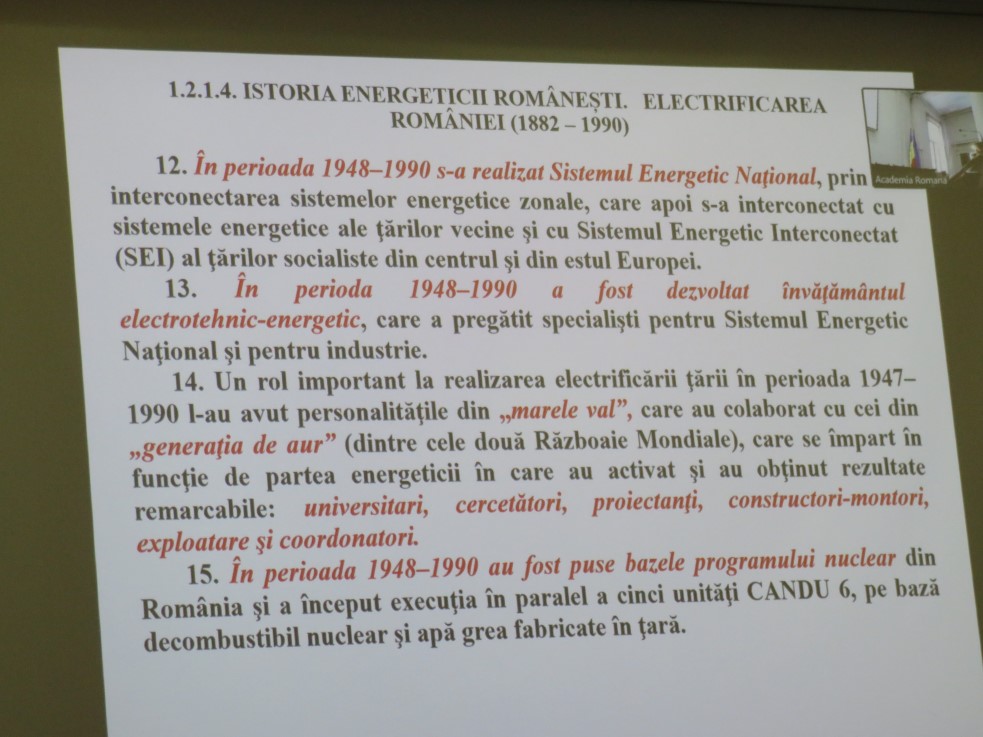 1.2.1.4. ISTORIA ENERGETICII ROMÂNEȘTI. ELECTRIFICAREA
ROMÂNIEI (1882 – 1990)
12. În perioada 1948–1990 s-a realizat Sistemul Energetic Naţional, prin
interconectarea sistemelor energetice zonale, care apoi s-a interconectat cu
sistemele energetice ale ţărilor vecine şi cu Sistemul Energetic Interconectat
(SEI) al ţărilor socialiste din centrul şi din estul Europei.
13. În perioda 1948–1990 a fost dezvoltat învăţământul
electrotehnic-energetic, care a pregătit specialişti pentru Sistemul Energetic
Naţional şi pentru industrie.
14. Un rol important la realizarea electrificării ţării în perioada 1947–
1990 l-au avut personalităţile din „marele val”, care au colaborat cu cei din
„generaţia de aur” (dintre cele două Războaie Mondiale), care se împart în
funcţie de partea energeticii în care au activat şi au obţinut rezultate
remarcabile: universitari, cercetători, proiectanţi, constructori-montori,
exploatare şi coordonatori.
15. În perioada 1948–1990 au fost puse bazele programului nuclear din
România şi a început execuţia în paralel a cinci unităţi CANDU 6, pe bază
decombustibil nuclear şi apă grea fabricate în ţară.
Academia Romana